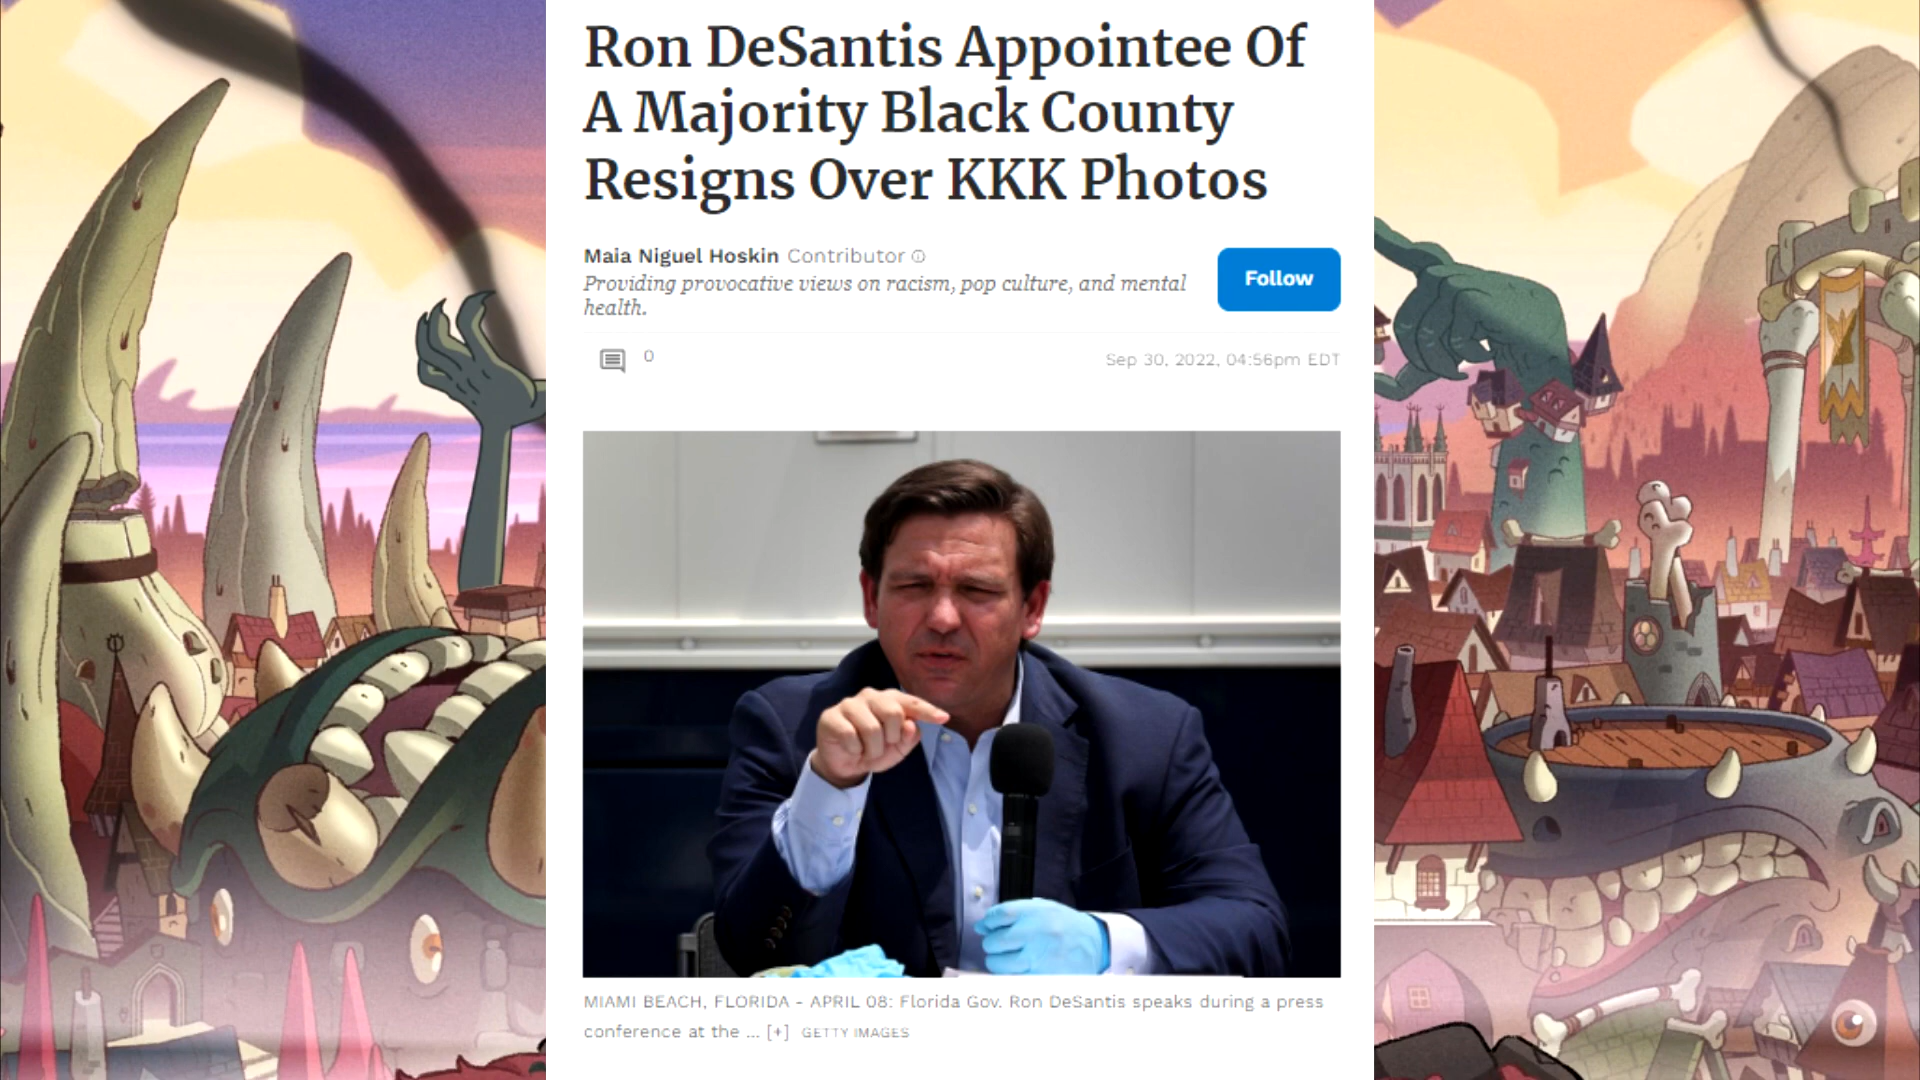 Ron DeSantis Appointee Of
A Majority Black County
Resigns Over KKK Photos
Maia Niguel Hoskin Contributor
Providing provocative views on racism, pop culture, and mental
health.
Follow
0
Sep 30, 2022, 04:56pm EDT
MIAMI BEACH, FLORIDA - APRIL 08: Florida Gov. Ron DeSantis speaks during a press
conference at the ... [+] GETTY IMAGES